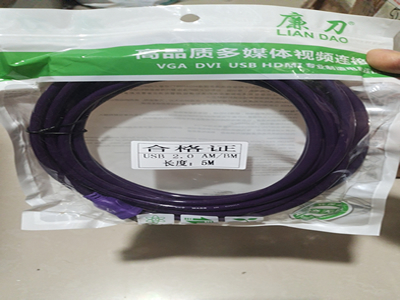 廉刀
LIAN DAO
高品质多媒体视频连接
VGA DVI USB HDMI
合格证
USB 2.0 AM/BM
长度: 5M